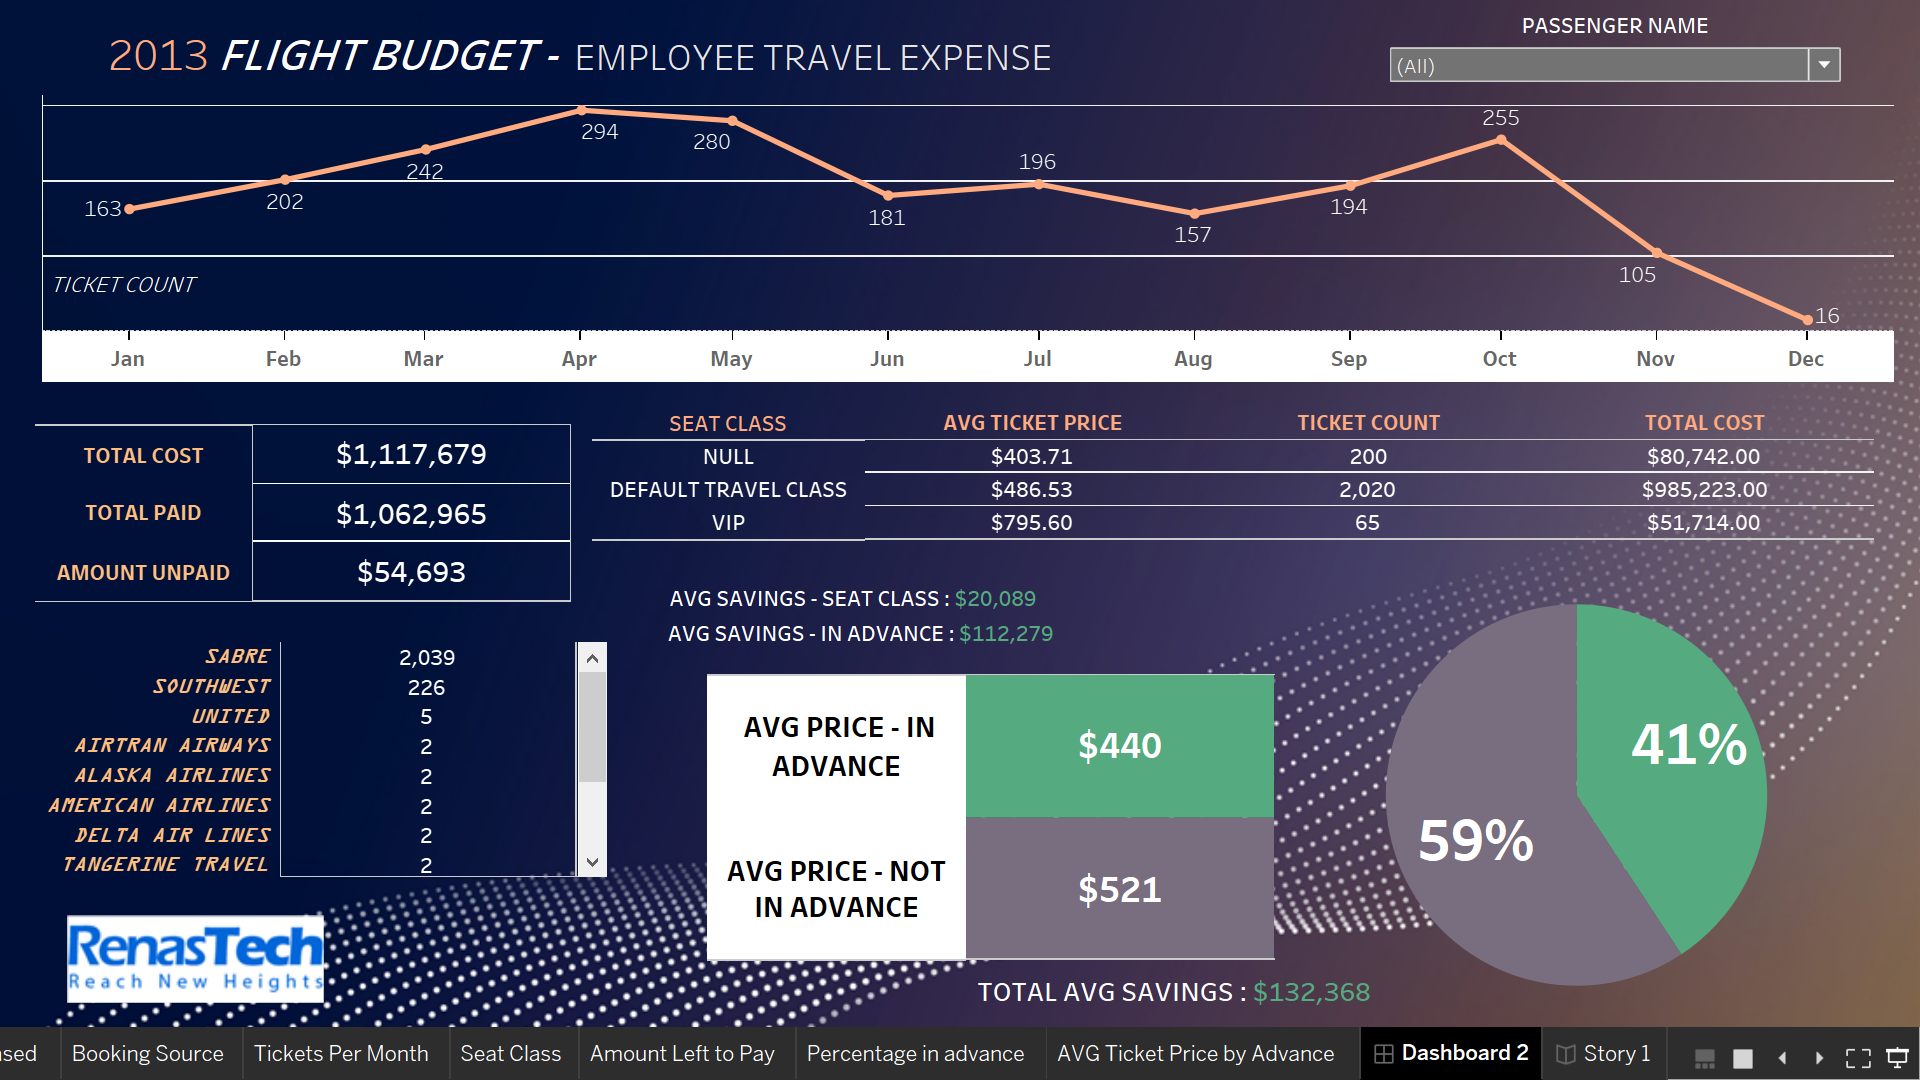 2013 FLIGHT BUDGET - EMPLOYEE TRAVEL EXPENSE
PASSENGER NAME
(All)
163
202
242
294
280
181
196
157
194
255
105
16
TICKET COUNT
Jan Feb Mar Apr May Jun Jul Aug Sep Oct Nov Dec
TOTAL COST $1,117,679
TOTAL PAID $1,062,965
AMOUNT UNPAID $54,693
SEAT CLASS AVG TICKET PRICE TICKET COUNT TOTAL COST
NULL $403.71 200 $80,742.00
DEFAULT TRAVEL CLASS $486.53 2,020 $985,223.00
VIP $795.60 65 $51,714.00
AVG SAVINGS - SEAT CLASS : $20,089
AVG SAVINGS - IN ADVANCE : $112,279
SABRE 2,039
SOUTHWEST 226
UNITED 5
AIRTRAN AIRWAYS 2
ALASKA AIRLINES 2
AMERICAN AIRLINES 2
DELTA AIR LINES 2
TANGERINE TRAVEL 2
AVG PRICE - IN
ADVANCE
$440
AVG PRICE - NOT
IN ADVANCE
$521
41%
59%
TOTAL AVG SAVINGS : $132,368
RenasTech
Reach New Heights
Booking Source Tickets Per Month Seat Class Amount Left to Pay Percentage in advance AVG Ticket Price by Advance Dashboard 2 Story 1